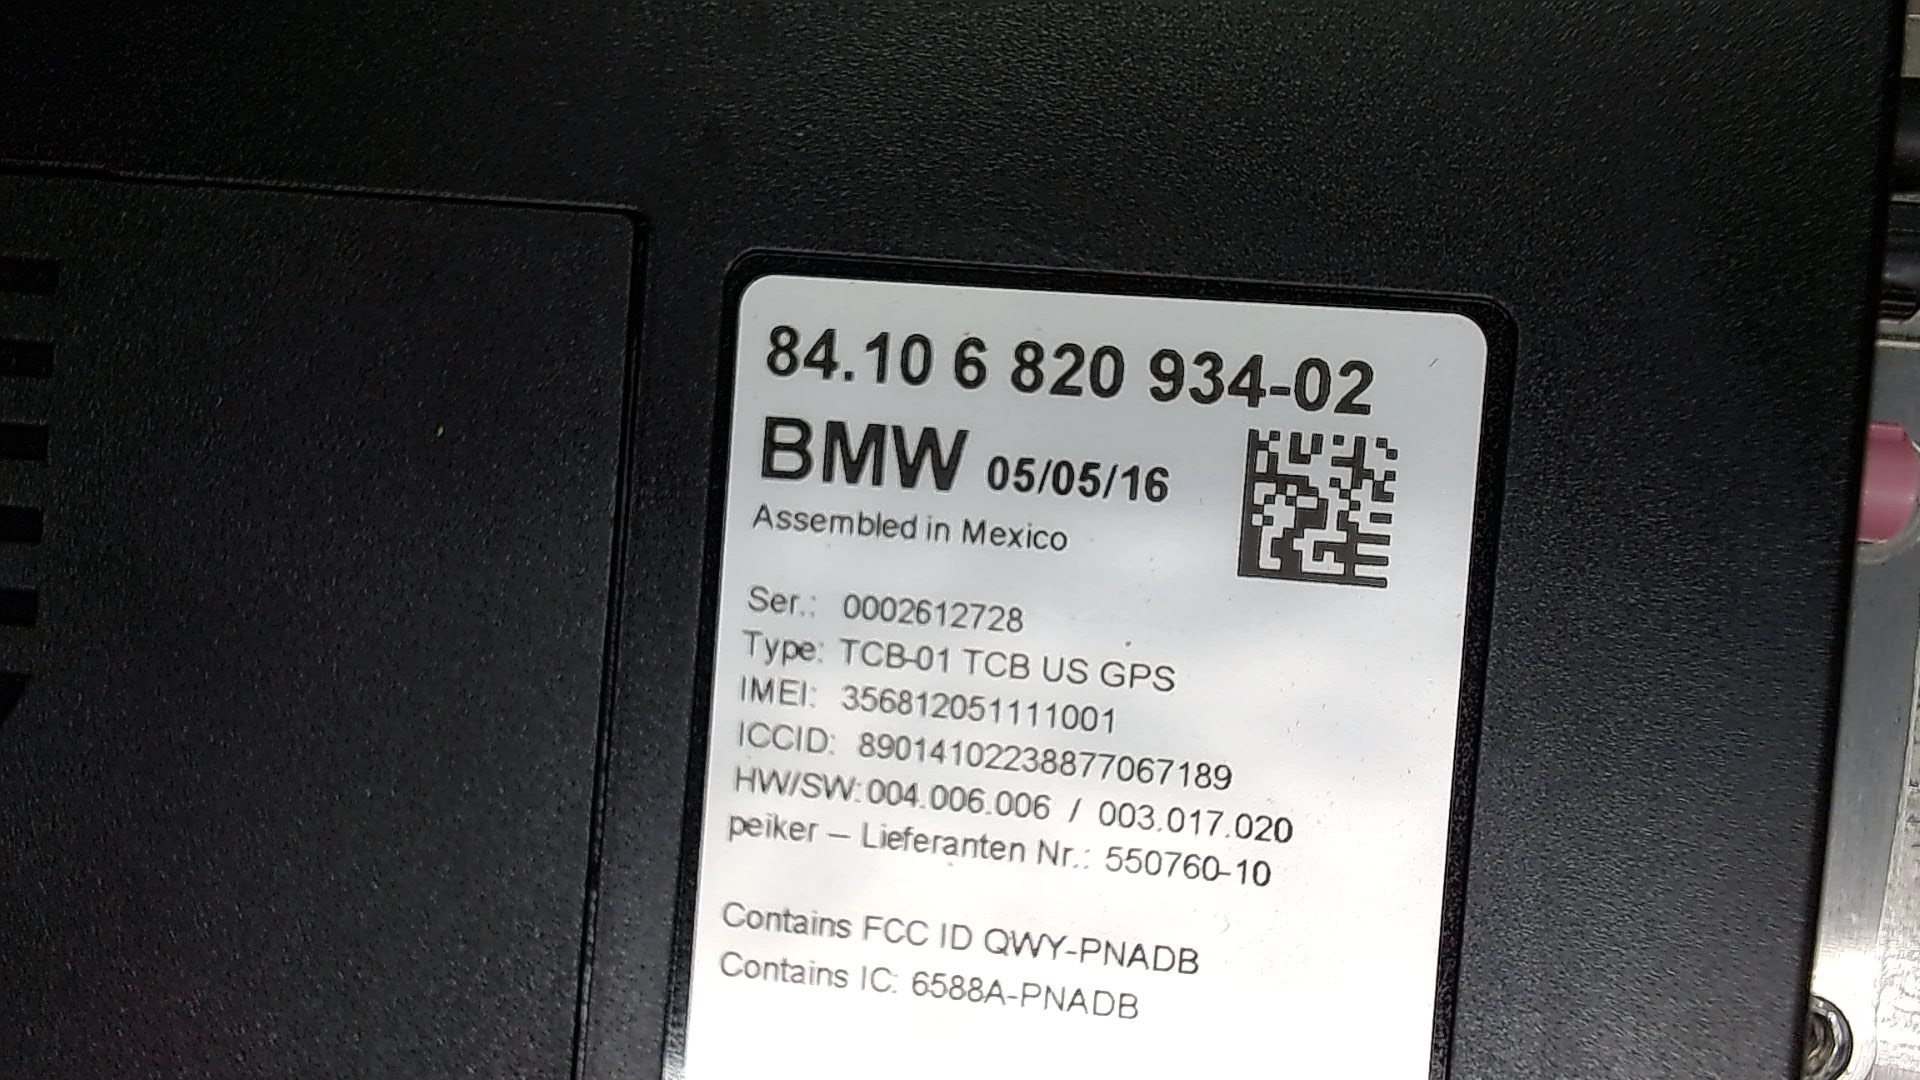 84.10 6 820 934-02
BMW 05/05/16
Assembled in Mexico
Ser.: 0002612728
Type: TCB-01 TCB US GPS
IMEI: 356812051111001
ICCID: 89014102238877067189
HW/SW: 004.006.006 / 003.017.020
peiker – Lieferanten Nr.: 550760-10
Contains FCC ID QWY-PNADB
Contains IC: 6588A-PNADB